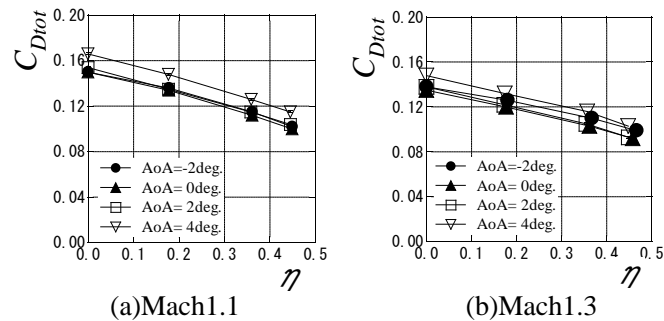 C_Dtot
0.20
0.16
0.12
0.08
0.04
0.00
AoA=-2deg.
AoA= 0deg.
AoA= 2deg.
AoA= 4deg.
0.0 0.1 0.2 0.3 0.4 0.5
η
(a)Mach1.1
C_Dtot
0.20
0.16
0.12
0.08
0.04
0.00
AoA=-2deg.
AoA= 0deg.
AoA= 2deg.
AoA= 4deg.
0.0 0.1 0.2 0.3 0.4 0.5
η
(b)Mach1.3